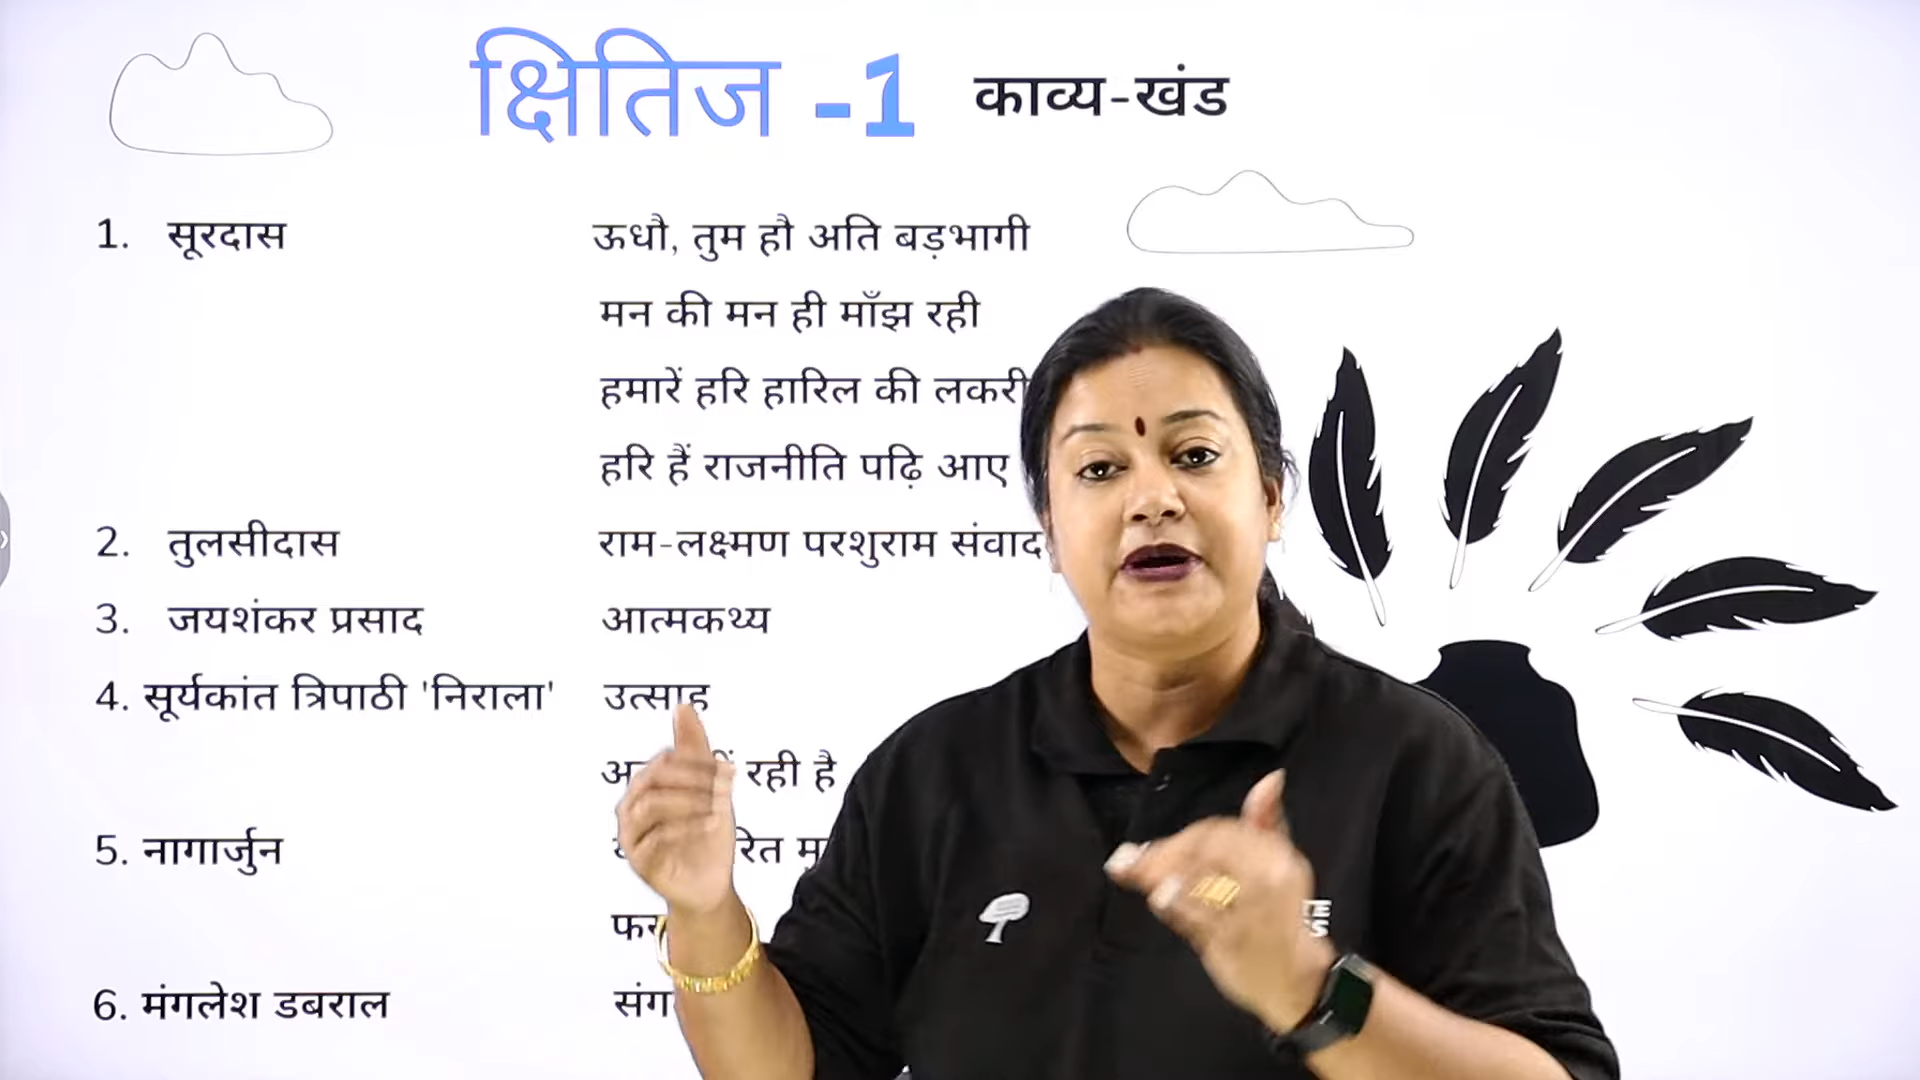 क्षितिज -1 काव्य-खंड
1. सूरदास ऊधौ, तुम हौ अति बड़भागी
मन की मन ही माँझ रही
हमारें हरि हारिल की लकरी
हरि हैं राजनीति पढ़ि आए
2. तुलसीदास राम-लक्ष्मण परशुराम संवाद
3. जयशंकर प्रसाद आत्मकथ्य
4. सूर्यकांत त्रिपाठी 'निराला' उत्साह
रही है
5. नागार्जुन
6. मंगलेश डबराल